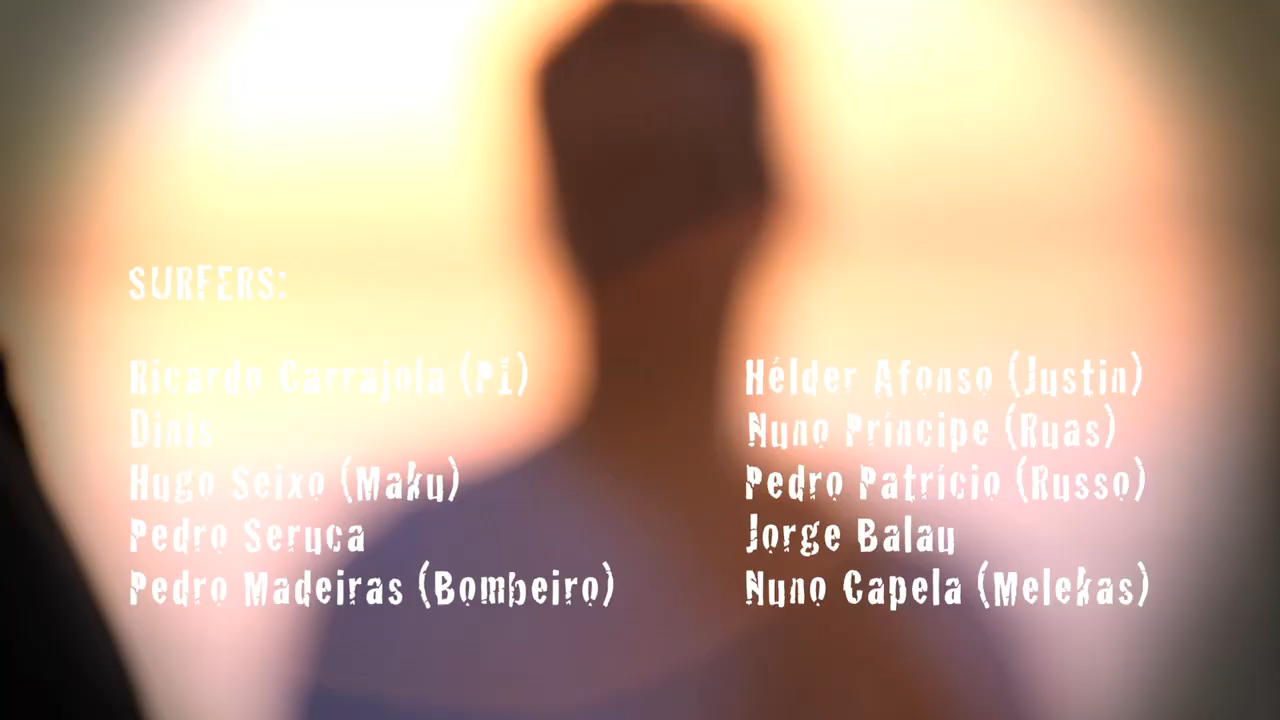 SURFERS:
Ricardo Carrajola (Pi)
Dinis
Hugo Seixo (Maku)
Pedro Seruca
Pedro Madeiras (Bombeiro)
Hélder Afonso (Justin)
Nuno Príncipe (Ruas)
Pedro Patrício (Russo)
Jorge Balau
Nuno Capela (Melekas)